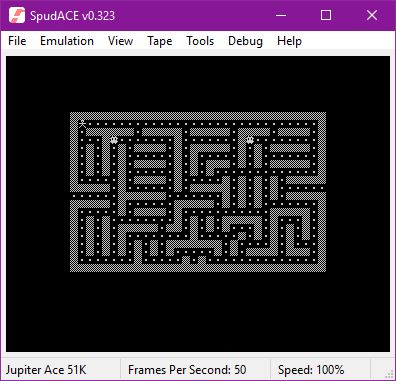 SpudACE v0.323
File Emulation View Tape Tools Debug Help
Jupiter Ace 51K Frames Per Second: 50 Speed: 100%